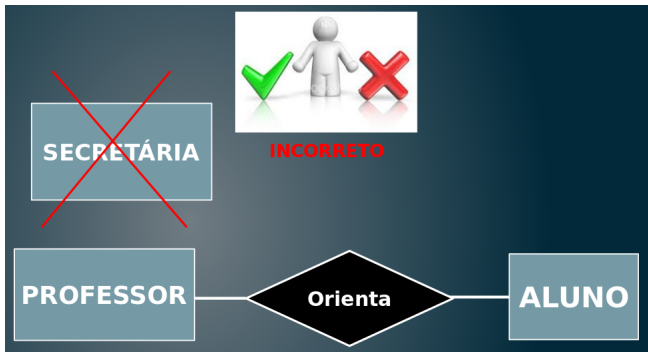 INCORRETO
SECRETÁRIA
PROFESSOR
Orienta
ALUNO